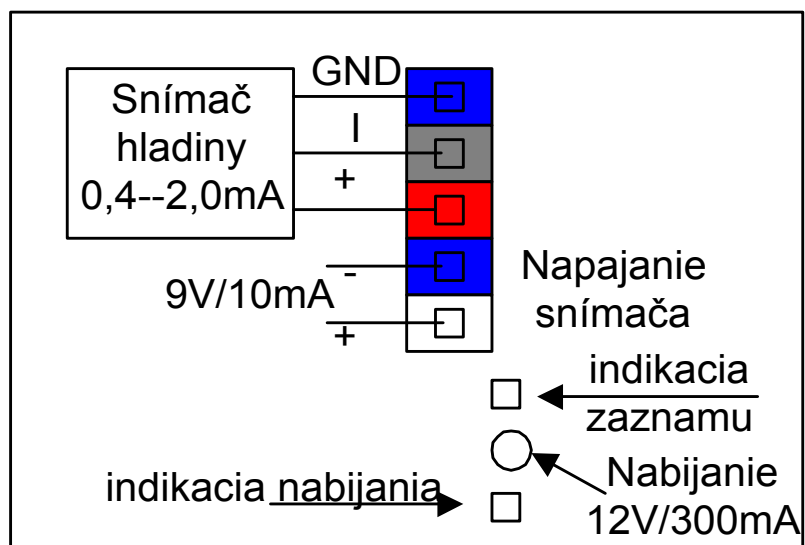 GND
Snímač
hladiny
0,4--2,0mA
I
+
-
9V/10mA
+
Napajanie
snímača
indikacia
zaznamu
indikacia nabijania
Nabijanie
12V/300mA